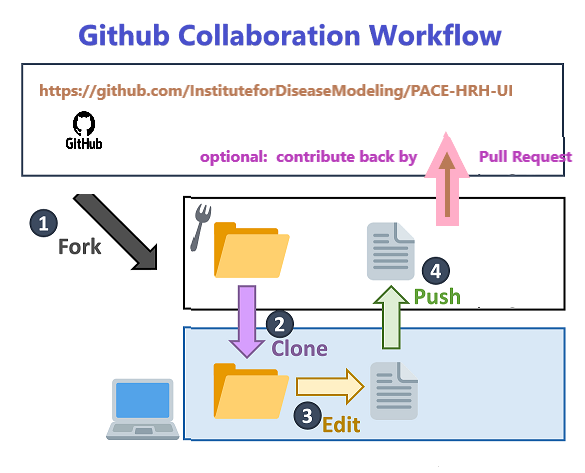 Github Collaboration Workflow
https://github.com/InstituteforDiseaseModeling/PACE-HRH-UI
GitHub
optional: contribute back by Pull Request
1
Fork
4
Push
2
Clone
3
Edit